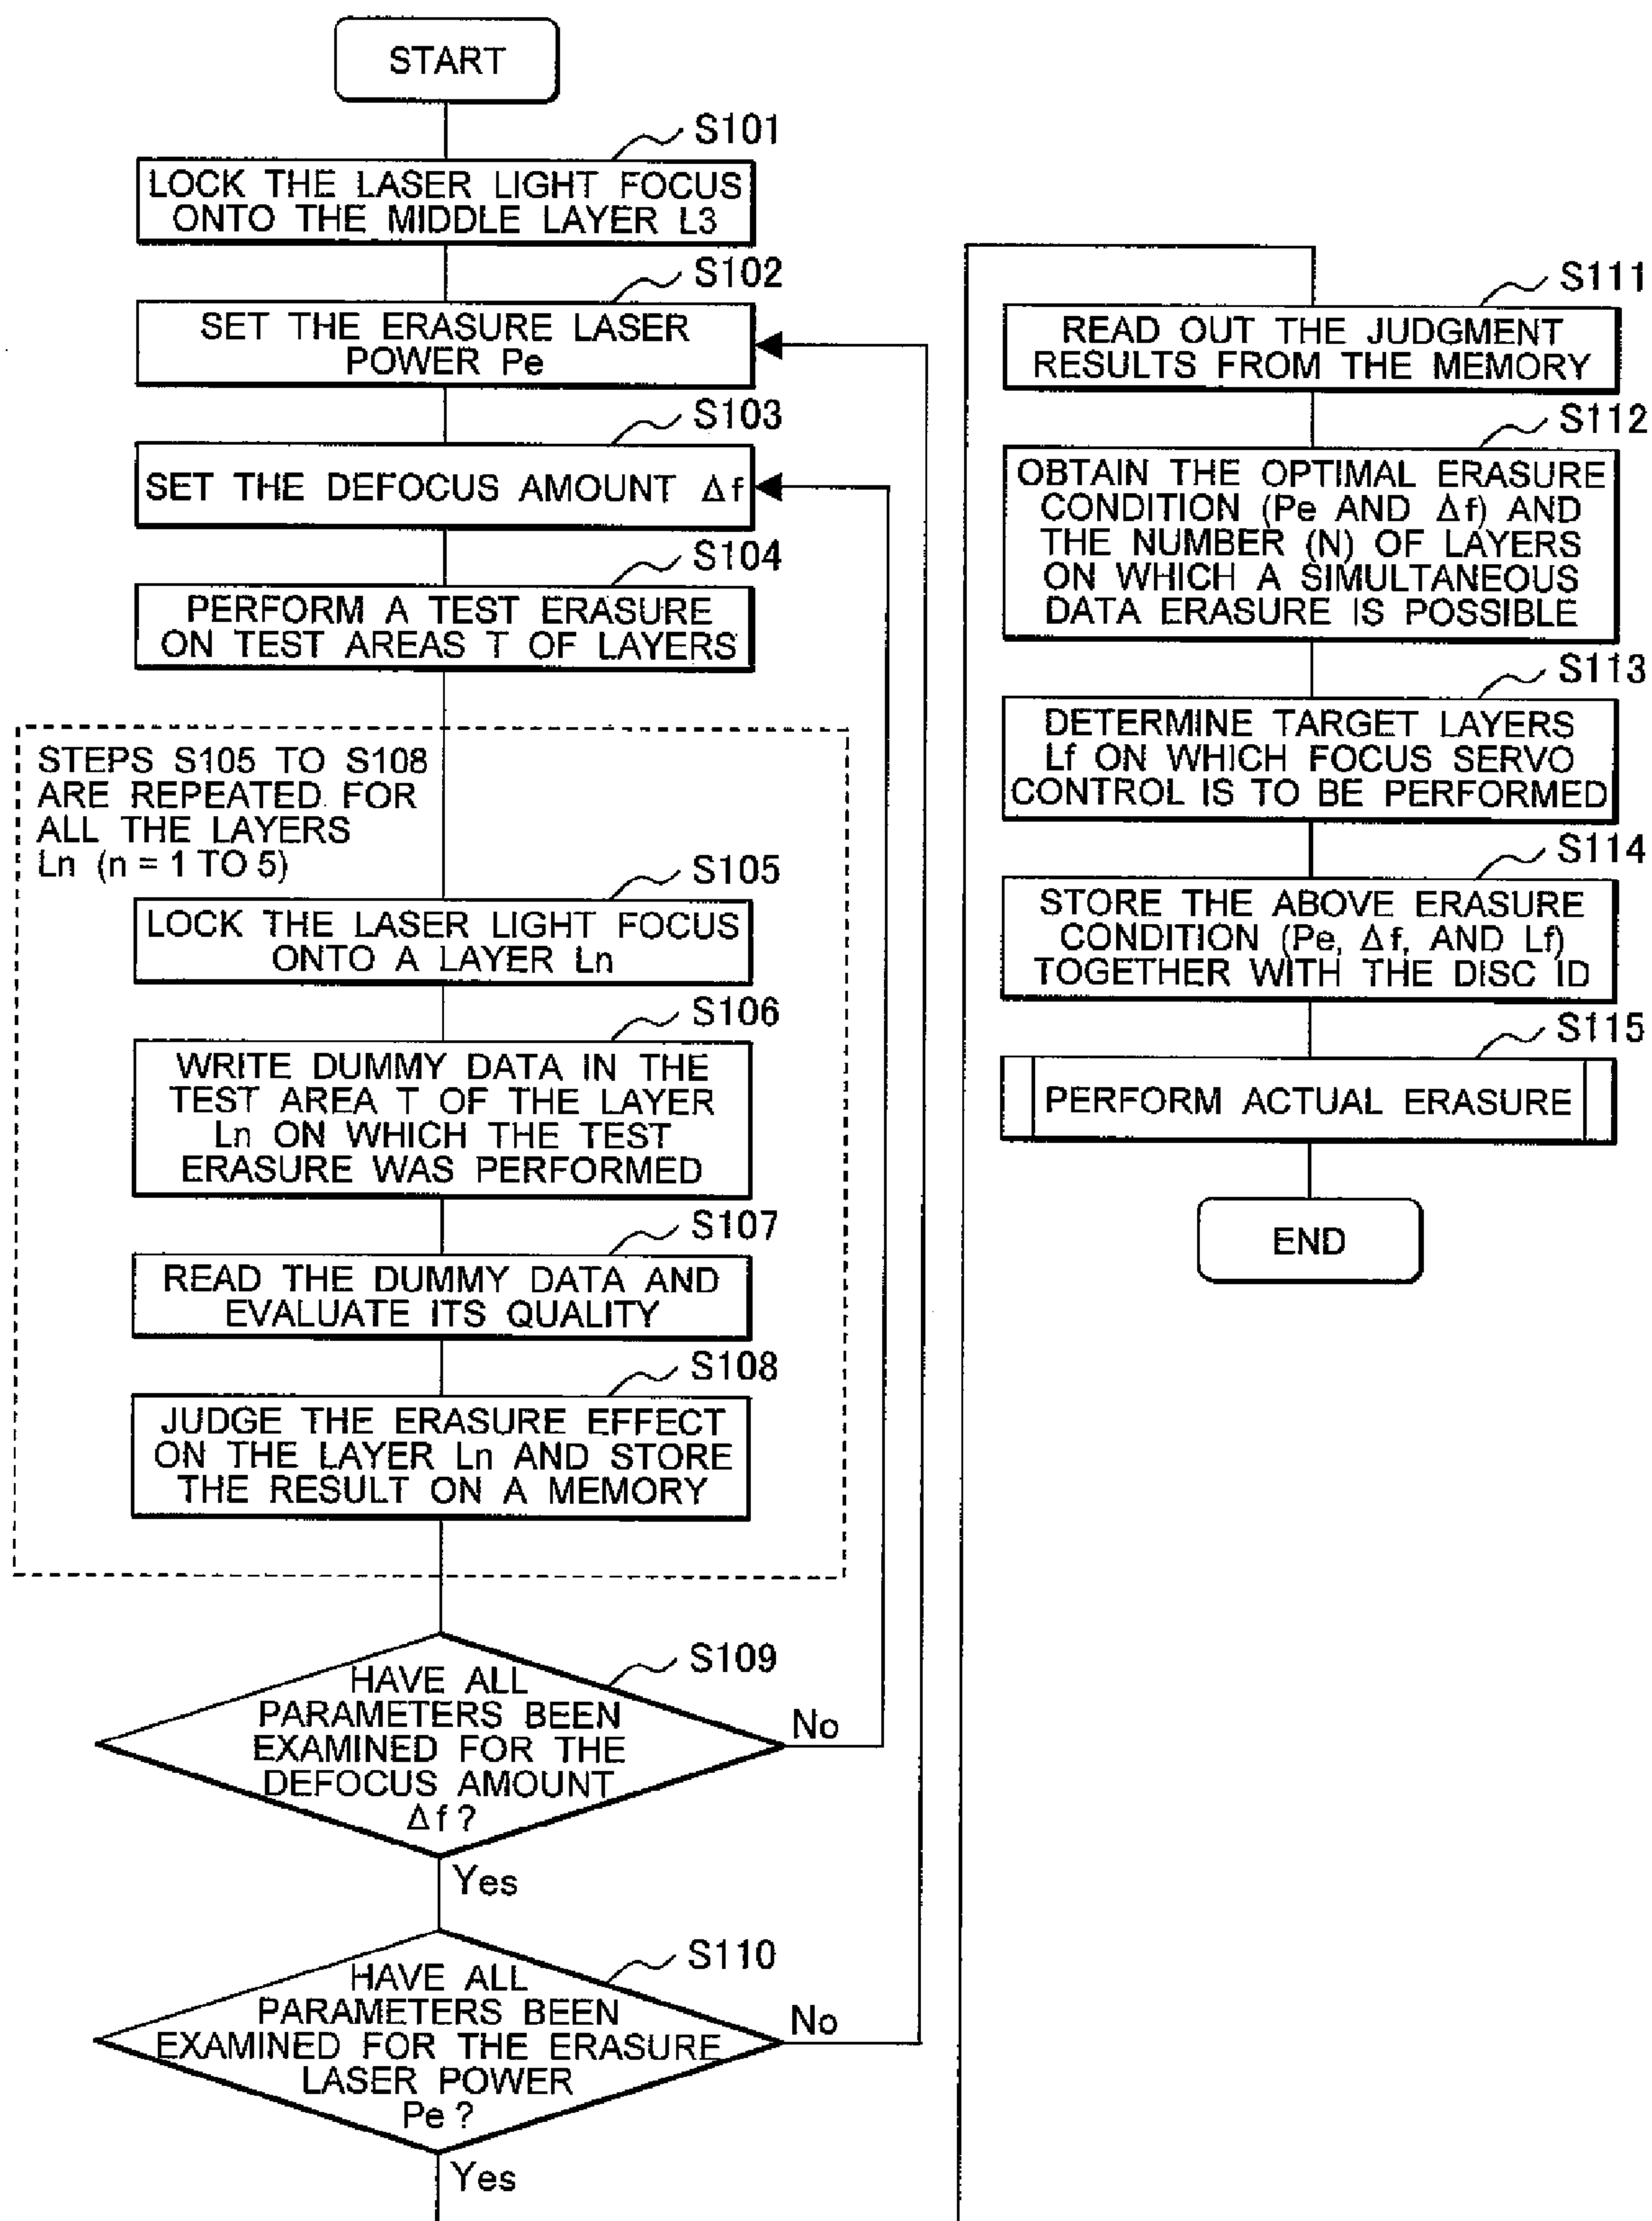 START
S101
LOCK THE LASER LIGHT FOCUS
ONTO THE MIDDLE LAYER L3
S102
SET THE ERASURE LASER
POWER Pe
S103
SET THE DEFOCUS AMOUNT Δf
S104
PERFORM A TEST ERASURE
ON TEST AREAS T OF LAYERS
STEPS S105 TO S108
ARE REPEATED FOR
ALL THE LAYERS
Ln (n = 1 TO 5)
S105
LOCK THE LASER LIGHT FOCUS
ONTO A LAYER Ln
S106
WRITE DUMMY DATA IN THE
TEST AREA T OF THE LAYER
Ln ON WHICH THE TEST
ERASURE WAS PERFORMED
S107
READ THE DUMMY DATA AND
EVALUATE ITS QUALITY
S108
JUDGE THE ERASURE EFFECT
ON THE LAYER Ln AND STORE
THE RESULT ON A MEMORY
S109
HAVE ALL
PARAMETERS BEEN
EXAMINED FOR THE
DEFOCUS AMOUNT
Δf?
No
Yes
S110
HAVE ALL
PARAMETERS BEEN
EXAMINED FOR THE ERASURE
LASER POWER
Pe?
No
Yes
S111
READ OUT THE JUDGMENT
RESULTS FROM THE MEMORY
S112
OBTAIN THE OPTIMAL ERASURE
CONDITION (Pe AND Δf) AND
THE NUMBER (N) OF LAYERS
ON WHICH A SIMULTANEOUS
DATA ERASURE IS POSSIBLE
S113
DETERMINE TARGET LAYERS
Lf ON WHICH FOCUS SERVO
CONTROL IS TO BE PERFORMED
S114
STORE THE ABOVE ERASURE
CONDITION (Pe, Δf, AND Lf)
TOGETHER WITH THE DISC ID
S115
PERFORM ACTUAL ERASURE
END